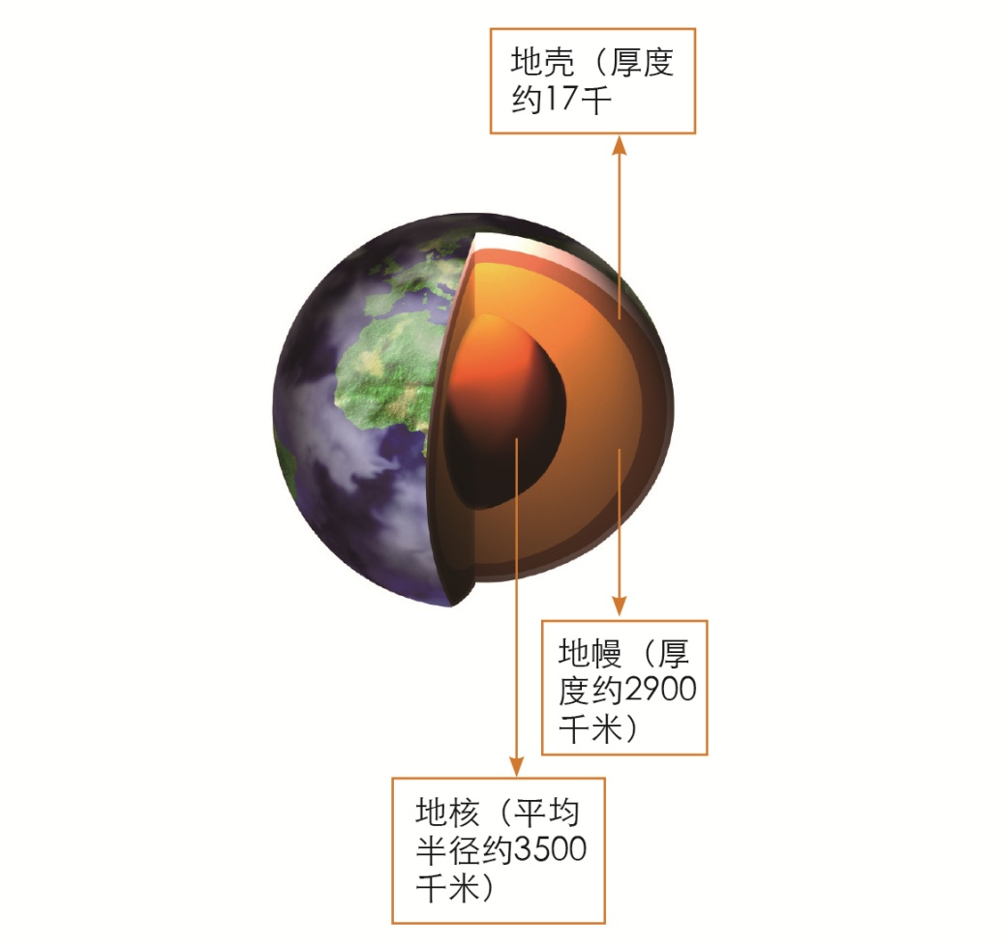 地壳（厚度
约17千
地幔（厚
度约2900
千米）
地核（平均
半径约3500
千米）